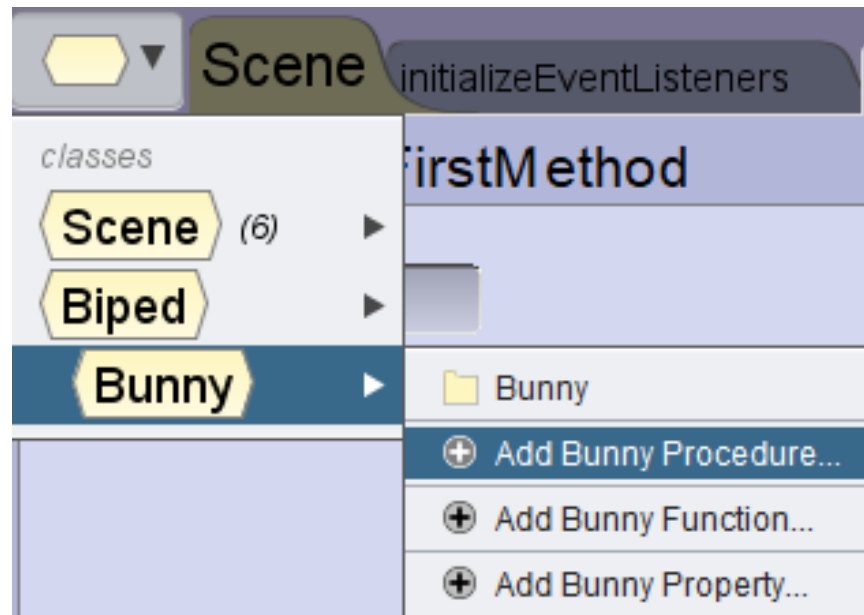 Scene initializeEventListeners
classes
irstMethod
Scene (6)
Biped
Bunny
Bunny
Add Bunny Procedure...
Add Bunny Function...
Add Bunny Property...